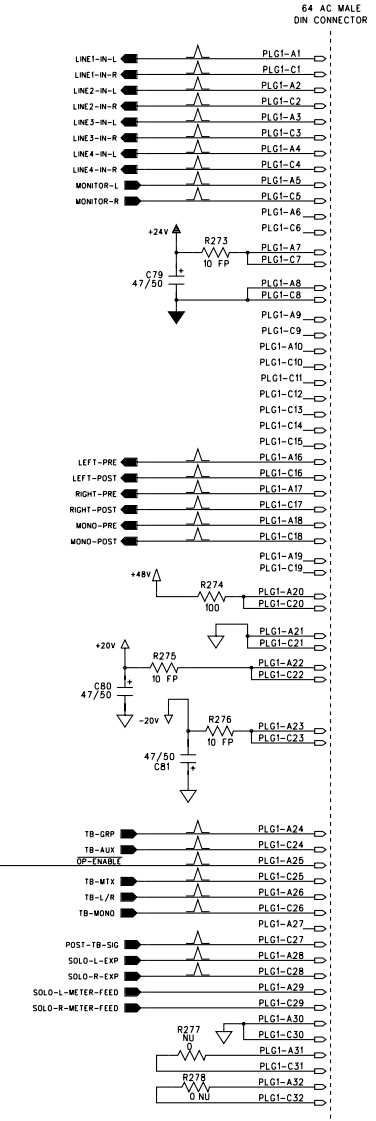 64 AC MALE
DIN CONNECTOR
LINE1-IN-L PLG1-A1
LINE1-IN-R PLG1-C1
LINE2-IN-L PLG1-A2
LINE2-IN-R PLG1-C2
LINE3-IN-L PLG1-A3
LINE3-IN-R PLG1-C3
LINE4-IN-L PLG1-A4
LINE4-IN-R PLG1-C4
MONITOR-L PLG1-A5
MONITOR-R PLG1-C5
PLG1-A6
PLG1-C6
+24V R273 PLG1-A7
10 FP PLG1-C7
C79 +
47/50 PLG1-A8
PLG1-C8
PLG1-A9
PLG1-C9
PLG1-A10
PLG1-C10
PLG1-C11
PLG1-C12
PLG1-C13
PLG1-C14
PLG1-C15
LEFT-PRE PLG1-A16
LEFT-POST PLG1-C16
RIGHT-PRE PLG1-A17
RIGHT-POST PLG1-C17
MONO-PRE PLG1-A18
MONO-POST PLG1-C18
PLG1-A19
PLG1-C19
+48V R274 PLG1-A20
100 PLG1-C20
PLG1-A21
PLG1-C21
+20V R275 PLG1-A22
10 FP PLG1-C22
C80 +
47/50
-20V R276 PLG1-A23
10 FP PLG1-C23
47/50
C81 +
TB-GRP PLG1-A24
TB-AUX PLG1-C24
OP-ENABLE PLG1-A25
TB-MTX PLG1-C25
TB-L/R PLG1-A26
TB-MONO PLG1-C26
PLG1-A27
POST-TB-SIG PLG1-C27
SOLO-L-EXP PLG1-A28
SOLO-R-EXP PLG1-C28
SOLO-L-METER-FEED PLG1-A29
SOLO-R-METER-FEED PLG1-C29
PLG1-A30
R277 PLG1-C30
NU
0 PLG1-A31
PLG1-C31
R278 PLG1-A32
0 NU PLG1-C32